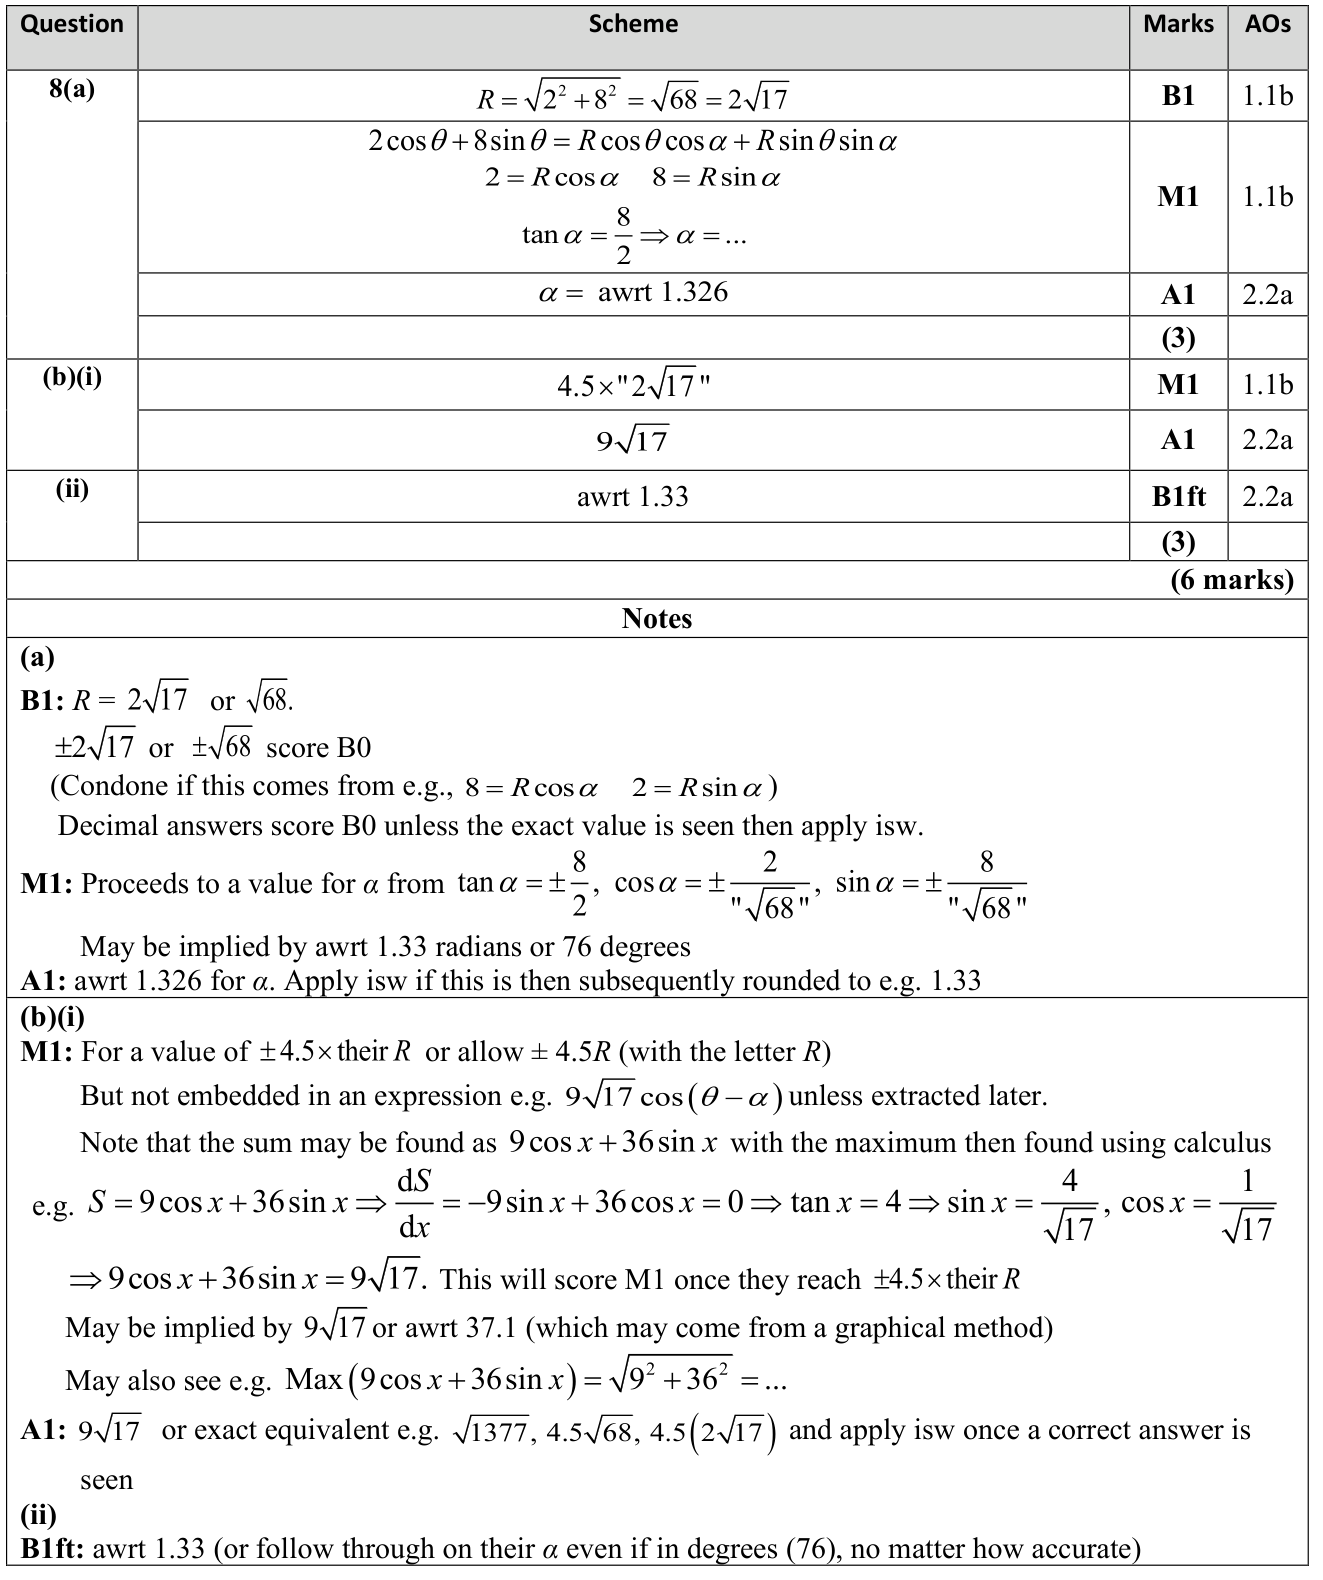 Question Scheme Marks AOs
8(a) R = √(2² + 8²) = √68 = 2√17 B1 1.1b
2cosθ + 8sinθ = R cosθ cosα + R sinθ sinα
2 = R cosα 8 = R sinα
tan α = 8/2 ⇒ α = ...
M1 1.1b
α = awrt 1.326 A1 2.2a
(3)
(b)(i) 4.5×"2√17" M1 1.1b
9√17 A1 2.2a
(ii) awrt 1.33 B1ft 2.2a
(3)
(6 marks)
Notes
(a)
B1: R = 2√17 or √68.
±2√17 or ±√68 score B0
(Condone if this comes from e.g., 8 = R cosα 2 = R sinα)
Decimal answers score B0 unless the exact value is seen then apply isw.
M1: Proceeds to a value for α from tan α = ±8/2, cos α = ±2/"√68", sin α = ±8/"√68"
May be implied by awrt 1.33 radians or 76 degrees
A1: awrt 1.326 for α. Apply isw if this is then subsequently rounded to e.g. 1.33
(b)(i)
M1: For a value of ±4.5×their R or allow ± 4.5R (with the letter R)
But not embedded in an expression e.g. 9√17 cos(θ − α) unless extracted later.
Note that the sum may be found as 9cos x + 36sin x with the maximum then found using calculus
e.g. S = 9cos x + 36sin x ⇒ dS/dx = −9sin x + 36cos x = 0 ⇒ tan x = 4 ⇒ sin x = 4/√17, cos x = 1/√17
⇒ 9cos x + 36sin x = 9√17. This will score M1 once they reach ±4.5×their R
May be implied by 9√17 or awrt 37.1 (which may come from a graphical method)
May also see e.g. Max(9cos x + 36sin x) = √(9² + 36²) = ...
A1: 9√17 or exact equivalent e.g. √1377, 4.5√68, 4.5(2√17) and apply isw once a correct answer is
seen
(ii)
B1ft: awrt 1.33 (or follow through on their α even if in degrees (76), no matter how accurate)